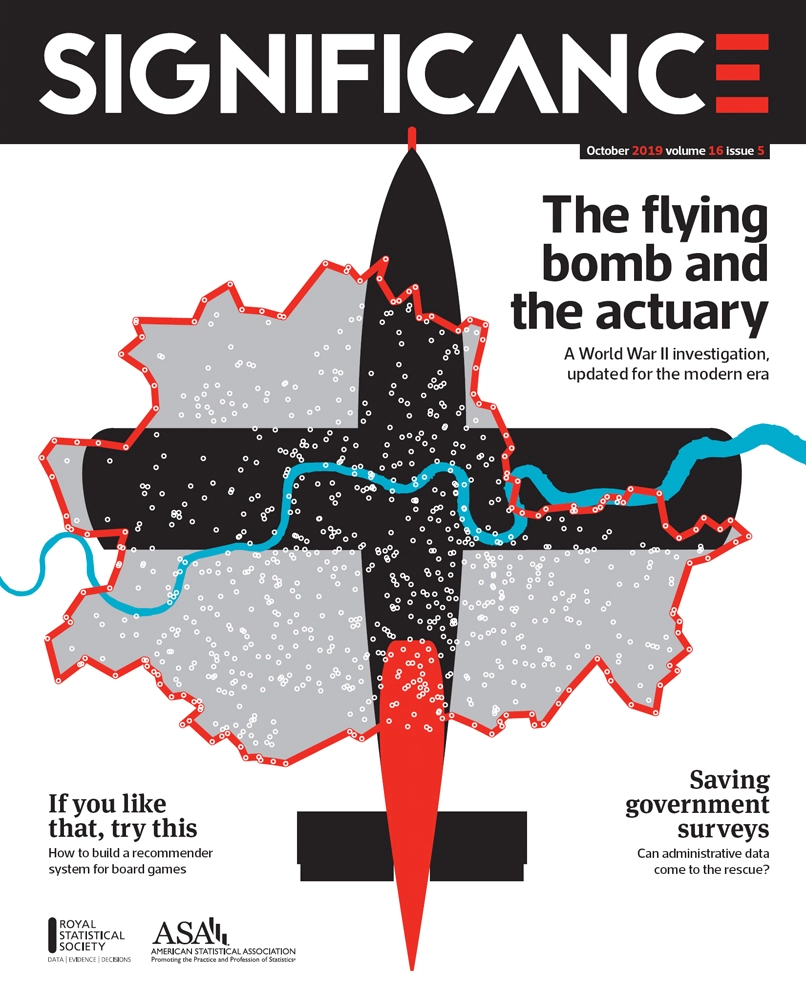 SIGNIFICANCE
October 2019 volume 16 issue 5
The flying
bomb and
the actuary
A World War II investigation,
updated for the modern era
If you like
that, try this
How to build a recommender
system for board games
Saving
government
surveys
Can administrative data
come to the rescue?
ROYAL
STATISTICAL
SOCIETY
DATA | EVIDENCE | DECISIONS
ASA
AMERICAN STATISTICAL ASSOCIATION
Promoting the Practice and Profession of Statistics®